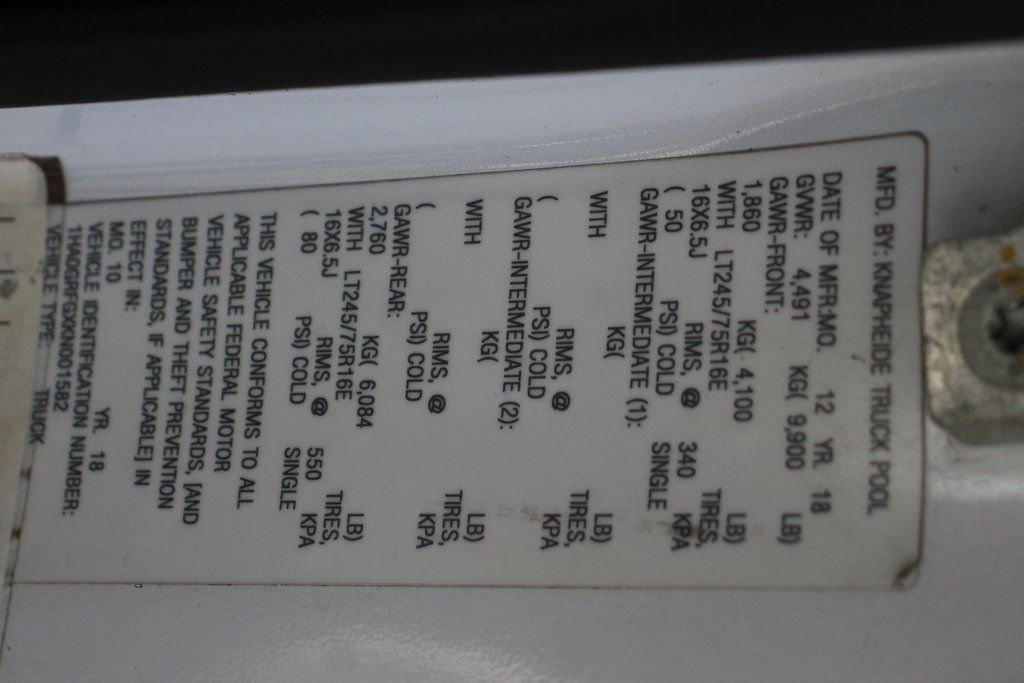 MFD. BY: KNAPHEIDE TRUCK POOL
DATE OF MFR:MO. 12 YR. 18
GVWR: 4,491 KG( 9,900 LB)
GAWR-FRONT:
1,860 KG( 4,100 LB)
WITH LT245/75R16E TIRES,
16X6.5J RIMS, @ 340 KPA
( 50 PSI) COLD SINGLE
GAWR-INTERMEDIATE (1):
KG( LB)
WITH TIRES,
RIMS, @ KPA
( PSI) COLD
GAWR-INTERMEDIATE (2):
KG( LB)
WITH TIRES,
RIMS, @ KPA
( PSI) COLD
GAWR-REAR:
2,760 KG( 6,084 LB)
WITH LT245/75R16E TIRES,
16X6.5J RIMS, @ 550 KPA
( 80 PSI) COLD SINGLE
THIS VEHICLE CONFORMS TO ALL
APPLICABLE FEDERAL MOTOR
VEHICLE SAFETY STANDARD
BUMPER AND THEFT PREVENTION
STANDARDS, IF APPLICABLE] IN
EFFECT IN:
MO. 10 YR. 18
VEHICLE IDENTIFICATION NUMBER:
VEHICLE TYPE: TRUCK